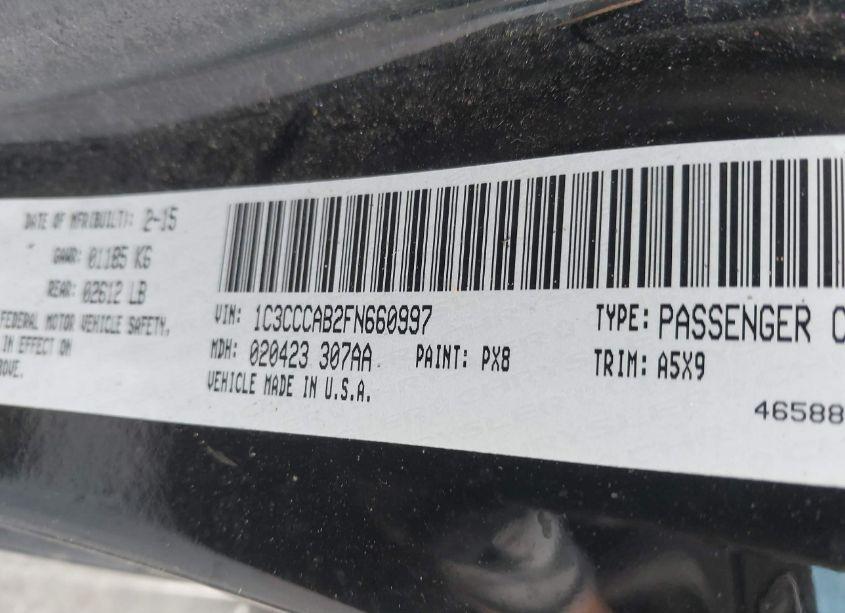 DATE OF MFR(BUILT): 2-15
GAWR: 01185 KG
REAR: 02612 LB
FEDERAL MOTOR VEHICLE SAFETY,
IN EFFECT ON
OVE.
VIN: 1C3CCCAB2FN660997
TYPE: PASSENGER C
MDH: 020423 307AA
PAINT: PX8
TRIM: A5X9
VEHICLE MADE IN U.S.A.
46588